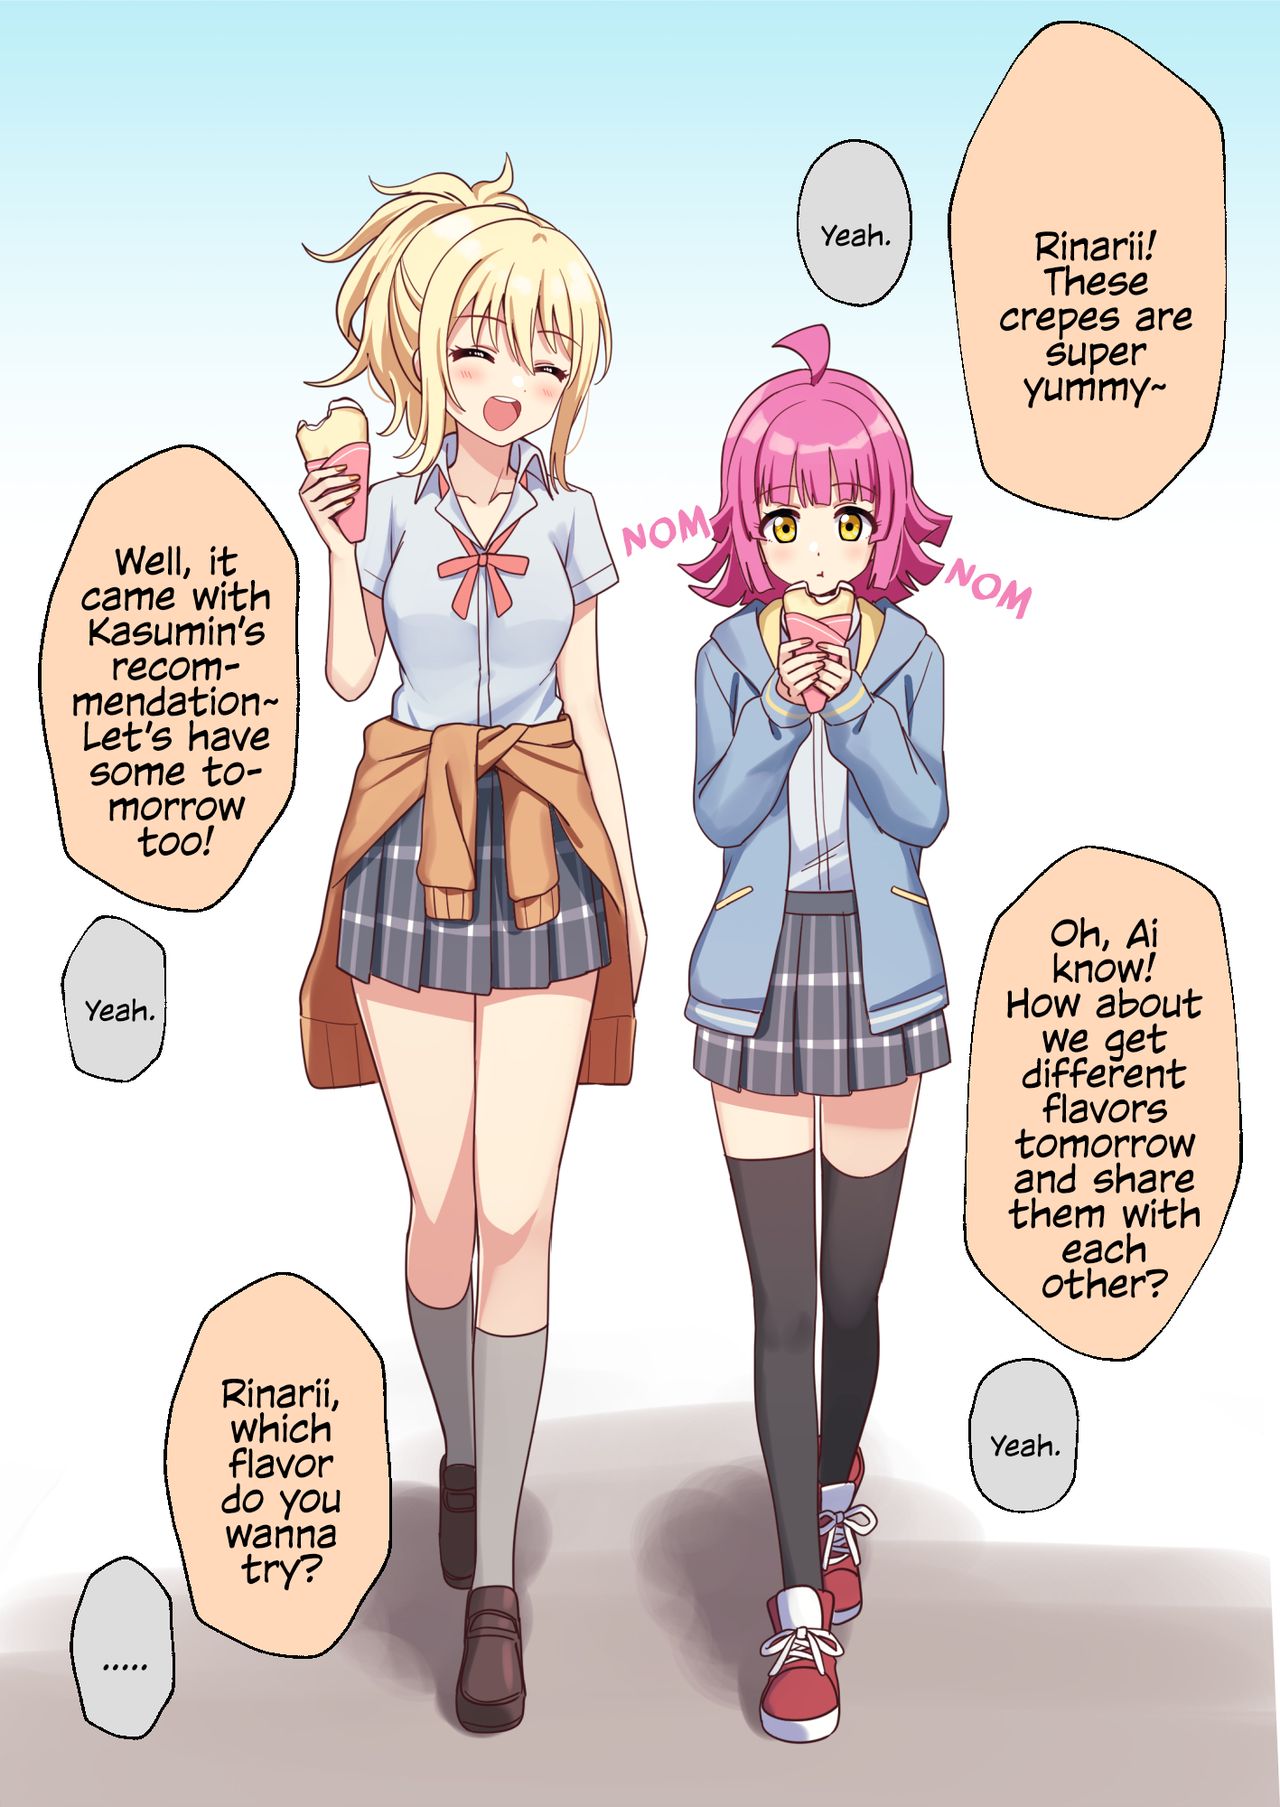 Rinarii!
These
crepes are
super
yummy~
Yeah.
NOM
NOM
Well, it
came with
Kasumin's
recom-
mendation~
Let's have
some to-
morrow
too!
Yeah.
Oh, Ai
know!
How about
we get
different
flavors
tomorrow
and share
them with
each
other?
Yeah.
Rinarii,
which
flavor
do you
wanna
try?
.....